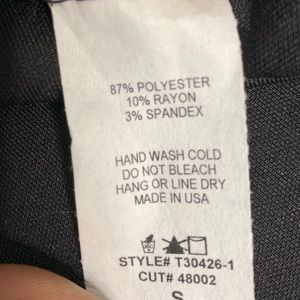 87% POLYESTER
10% RAYON
3% SPANDEX
HAND WASH COLD
DO NOT BLEACH
HANG OR LINE DRY
MADE IN USA
STYLE# T30426-1
CUT# 48002
S